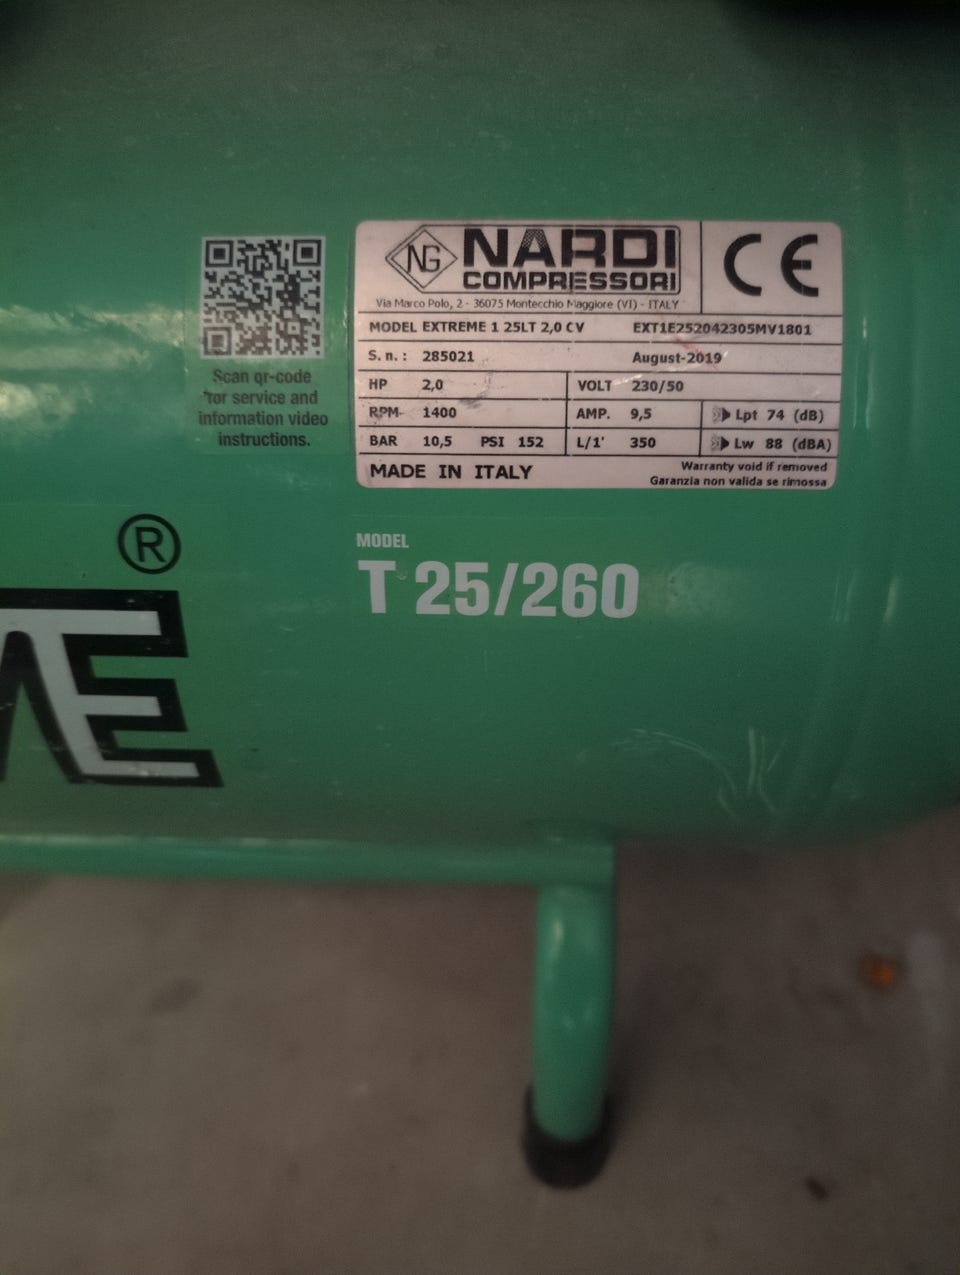 NG NARDI
COMPRESSORI
CE
Via Marco Polo, 2 - 36075 Montecchio Maggiore (VI) - ITALY
MODEL EXTREME 1 25LT 2,0 CV EXT1E252042305MV1801
S. n. : 285021 August-2019
HP 2,0 VOLT 230/50
RPM 1400 AMP. 9,5 Lpt 74 (dB)
BAR 10,5 PSI 152 L/1' 350 Lw 88 (dBA)
MADE IN ITALY
Warranty void if removed
Garanzia non valida se rimossa
Scan qr-code
for service and
information video
instructions.
®
ME
MODEL
T 25/260